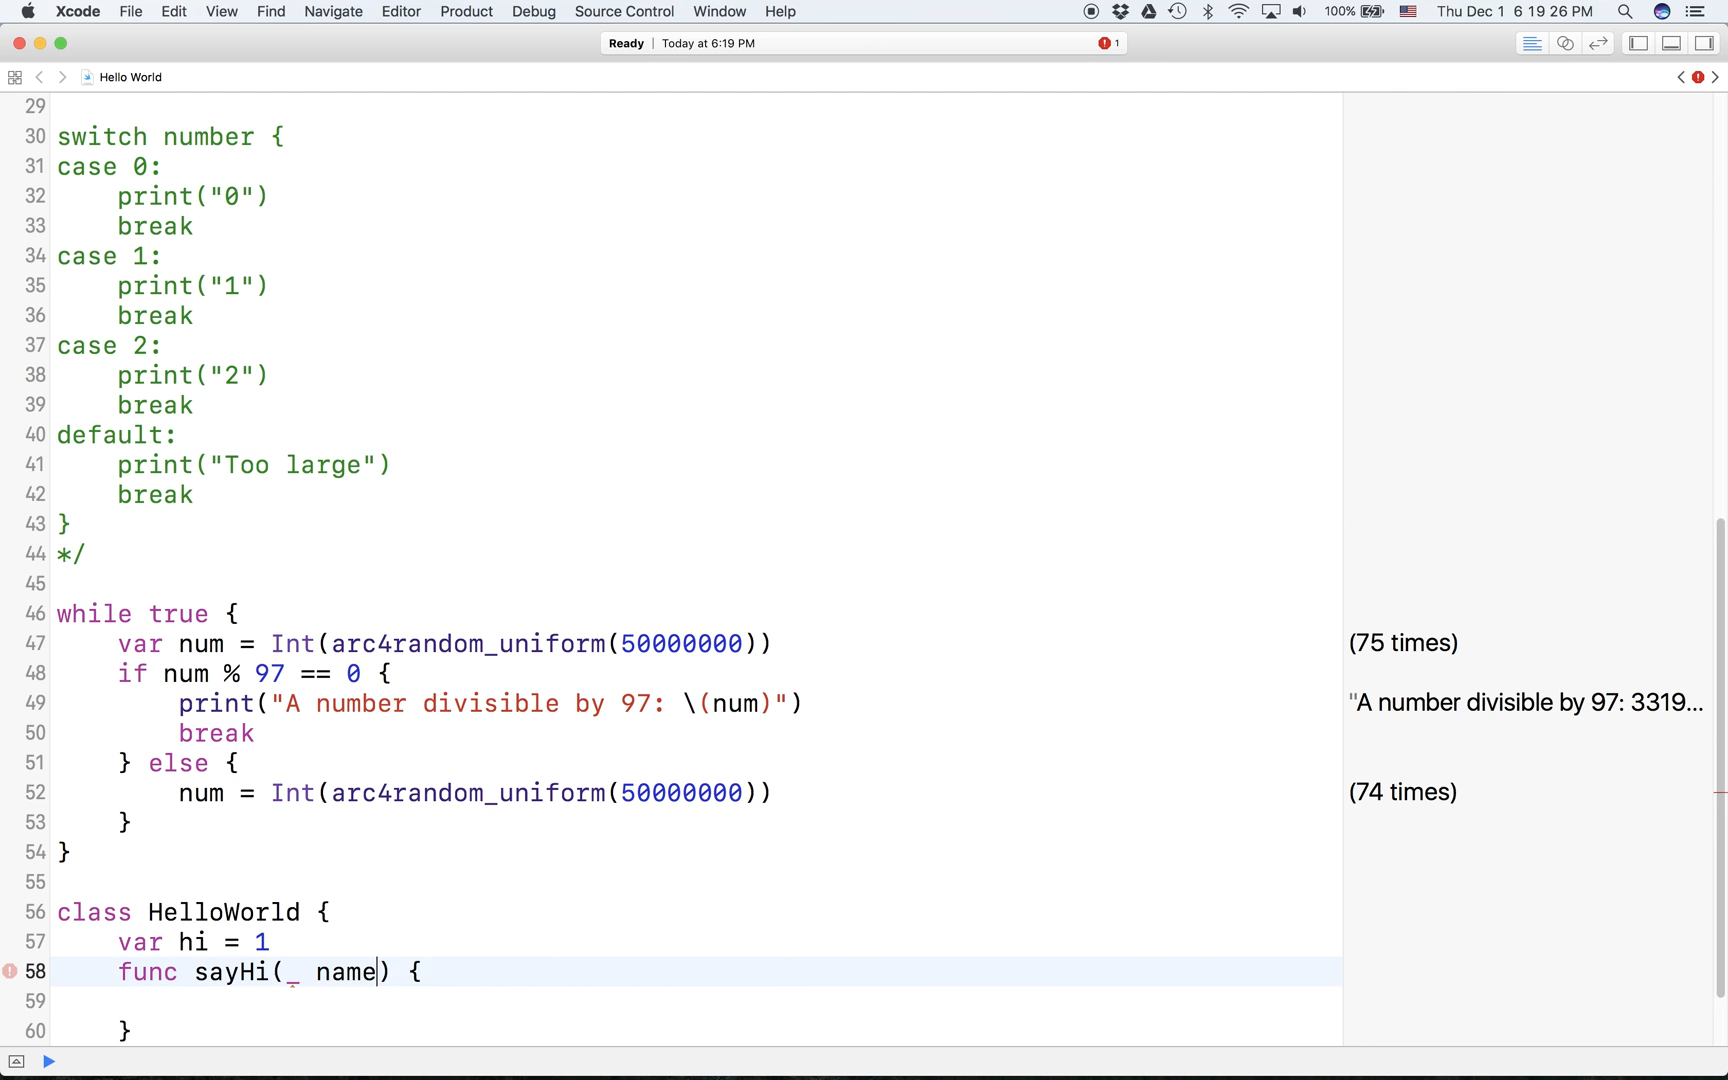 Xcode File Edit View Find Navigate Editor Product Debug Source Control Window Help 100% Thu Dec 1 6 19 26 PM
Ready | Today at 6:19 PM 1
Hello World
29
30 switch number {
31 case 0:
32 print("0")
33 break
34 case 1:
35 print("1")
36 break
37 case 2:
38 print("2")
39 break
40 default:
41 print("Too large")
42 break
43 }
44 */
45
46 while true {
47 var num = Int(arc4random_uniform(50000000)) (75 times)
48 if num % 97 == 0 {
49 print("A number divisible by 97: \(num)") "A number divisible by 97: 3319...
50 break
51 } else {
52 num = Int(arc4random_uniform(50000000)) (74 times)
53 }
54 }
55
56 class HelloWorld {
57 var hi = 1
58 func sayHi(_ name) {
59
60 }